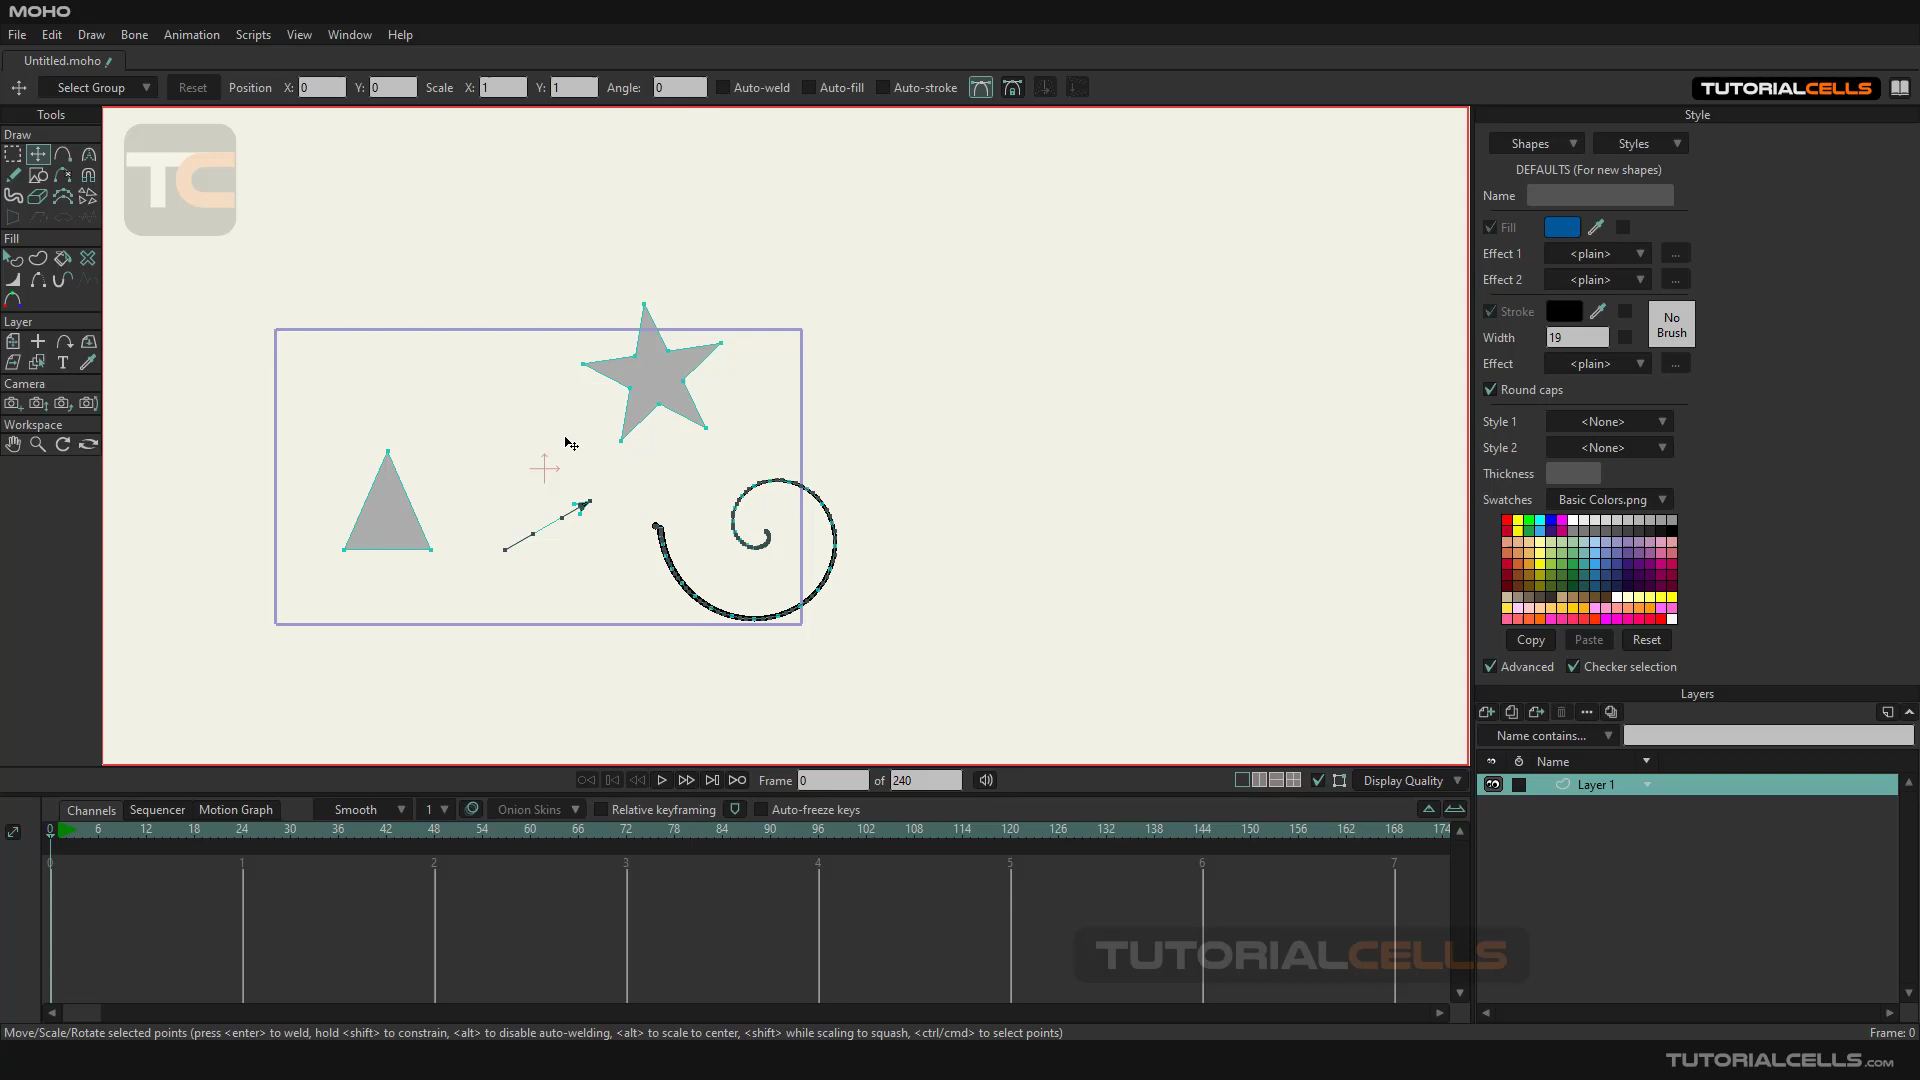 MOHO
File Edit Draw Bone Animation Scripts View Window Help
Untitled.moho
Select Group Reset Position X: 0 Y: 0 Scale X: 1 Y: 1 Angle: 0 Auto-weld Auto-fill Auto-stroke TUTORIALCELLS
Tools
Draw
Fill
Layer
T
Camera
Workspace
TC
Style
Shapes Styles
DEFAULTS (For new shapes)
Name
Fill
Effect 1 <plain> ...
Effect 2 <plain> ...
Stroke No Brush
Width 19
Effect <plain> ...
Round caps
Style 1 <None>
Style 2 <None>
Thickness
Swatches Basic Colors.png
Copy Paste Reset
Advanced Checker selection
Layers
Name contains...
Name
Layer 1
Frame 0 of 240 Display Quality
Channels Sequencer Motion Graph Smooth 1 Onion Skins Relative keyframing Auto-freeze keys
0 6 12 18 24 30 36 42 48 54 60 66 72 78 84 90 96 102 108 114 120 126 132 138 144 150 156 162 168 174
0 1 2 3 4 5 6 7
TUTORIALCELLS
Move/Scale/Rotate selected points (press <enter> to weld, hold <shift> to constrain, <alt> to disable auto-welding, <alt> to scale to center, <shift> while scaling to squash, <ctrl/cmd> to select points) Frame: 0
TUTORIALCELLS.com